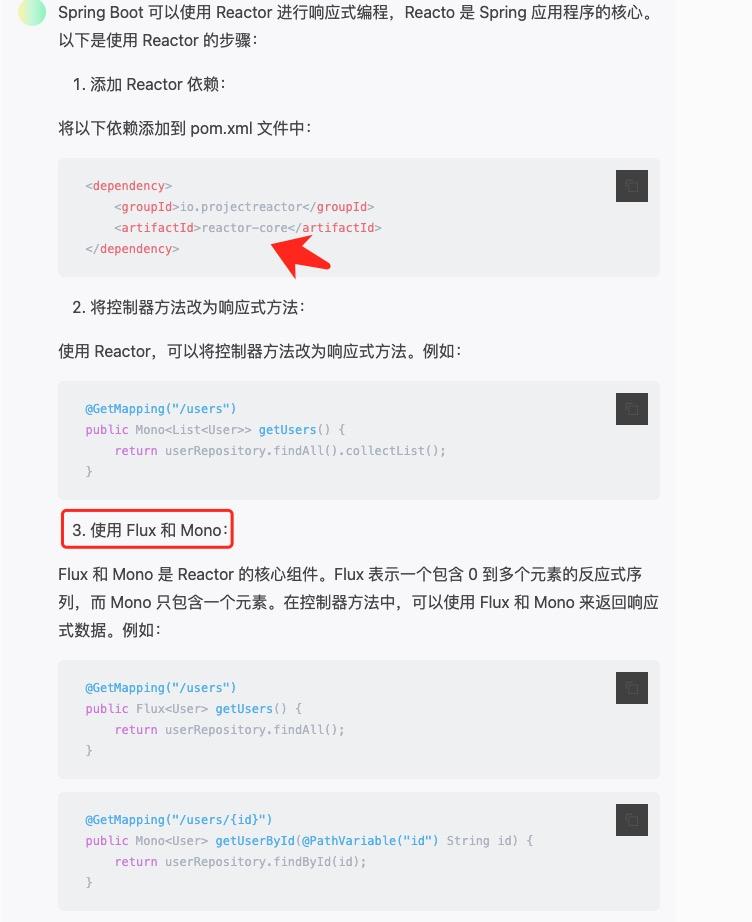 Spring Boot 可以使用 Reactor 进行响应式编程，Reacto 是 Spring 应用程序的核心。
以下是使用 Reactor 的步骤：
1. 添加 Reactor 依赖：
将以下依赖添加到 pom.xml 文件中：
<dependency>
    <groupId>io.projectreactor</groupId>
    <artifactId>reactor-core</artifactId>
</dependency>
2. 将控制器方法改为响应式方法：
使用 Reactor，可以将控制器方法改为响应式方法。例如：
@GetMapping("/users")
public Mono<List<User>> getUsers() {
    return userRepository.findAll().collectList();
}
3. 使用 Flux 和 Mono：
Flux 和 Mono 是 Reactor 的核心组件。Flux 表示一个包含 0 到多个元素的反应式序
列，而 Mono 只包含一个元素。在控制器方法中，可以使用 Flux 和 Mono 来返回响应
式数据。例如：
@GetMapping("/users")
public Flux<User> getUsers() {
    return userRepository.findAll();
}
@GetMapping("/users/{id}")
public Mono<User> getUserById(@PathVariable("id") String id) {
    return userRepository.findById(id);
}